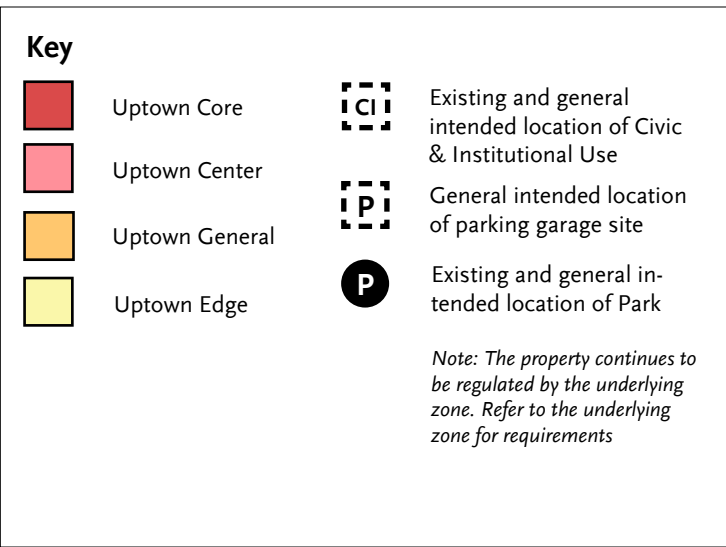 Key
Uptown Core
Uptown Center
Uptown General
Uptown Edge
CI
Existing and general
intended location of Civic
& Institutional Use
P
General intended location
of parking garage site
P
Existing and general in-
tended location of Park
Note: The property continues to
be regulated by the underlying
zone. Refer to the underlying
zone for requirements